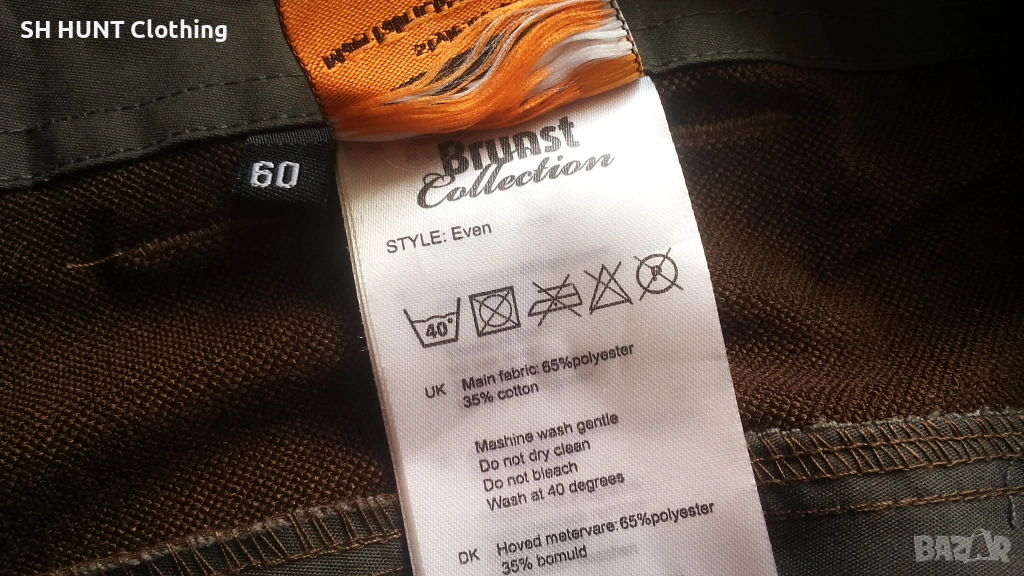 SH HUNT Clothing
60
Brunst
Collection
STYLE: Even
40°
P
UK Main fabric: 65%polyester
35% cotton
Mashine wash gentle
Do not dry clean
Do not bleach
Wash at 40 degrees
DK Hoved metervare: 65%polyester
35% bomuld
BAZAR